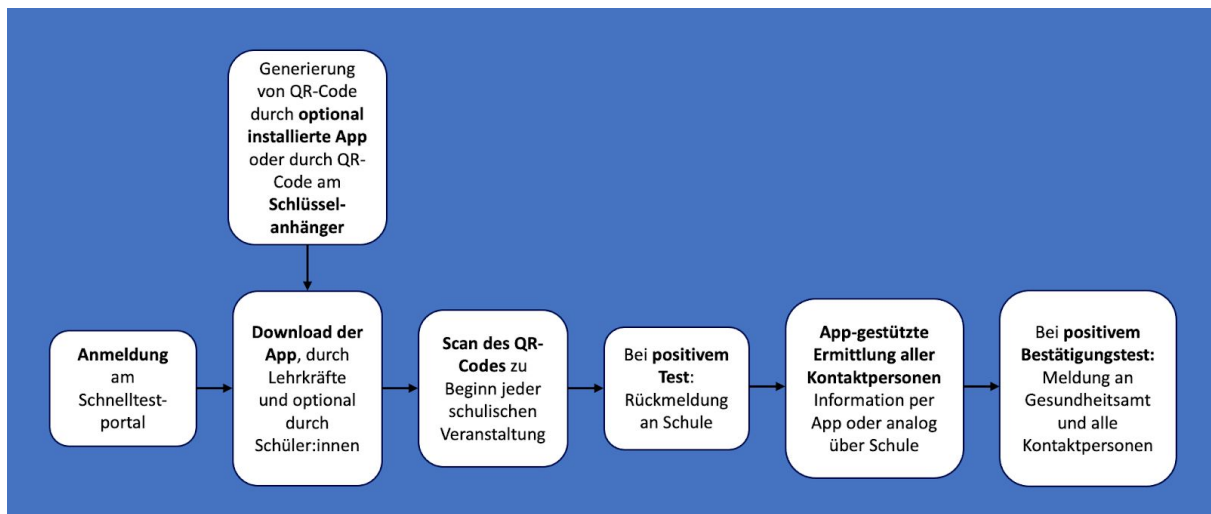 Generierung
von QR-Code
durch optional
installierte App
oder durch QR-
Code am
Schlüssel-
anhänger
Anmeldung
am
Schnelltest-
portal
Download der
App, durch
Lehrkräfte
und optional
durch
Schüler:innen
Scan des QR-
Codes zu
Beginn jeder
schulischen
Veranstaltung
Bei positivem
Test:
Rückmeldung
an Schule
App-gestützte
Ermittlung aller
Kontaktpersonen
Information per
App oder analog
über Schule
Bei positivem
Bestätigungstest:
Meldung an
Gesundheitsamt
und alle
Kontaktpersonen